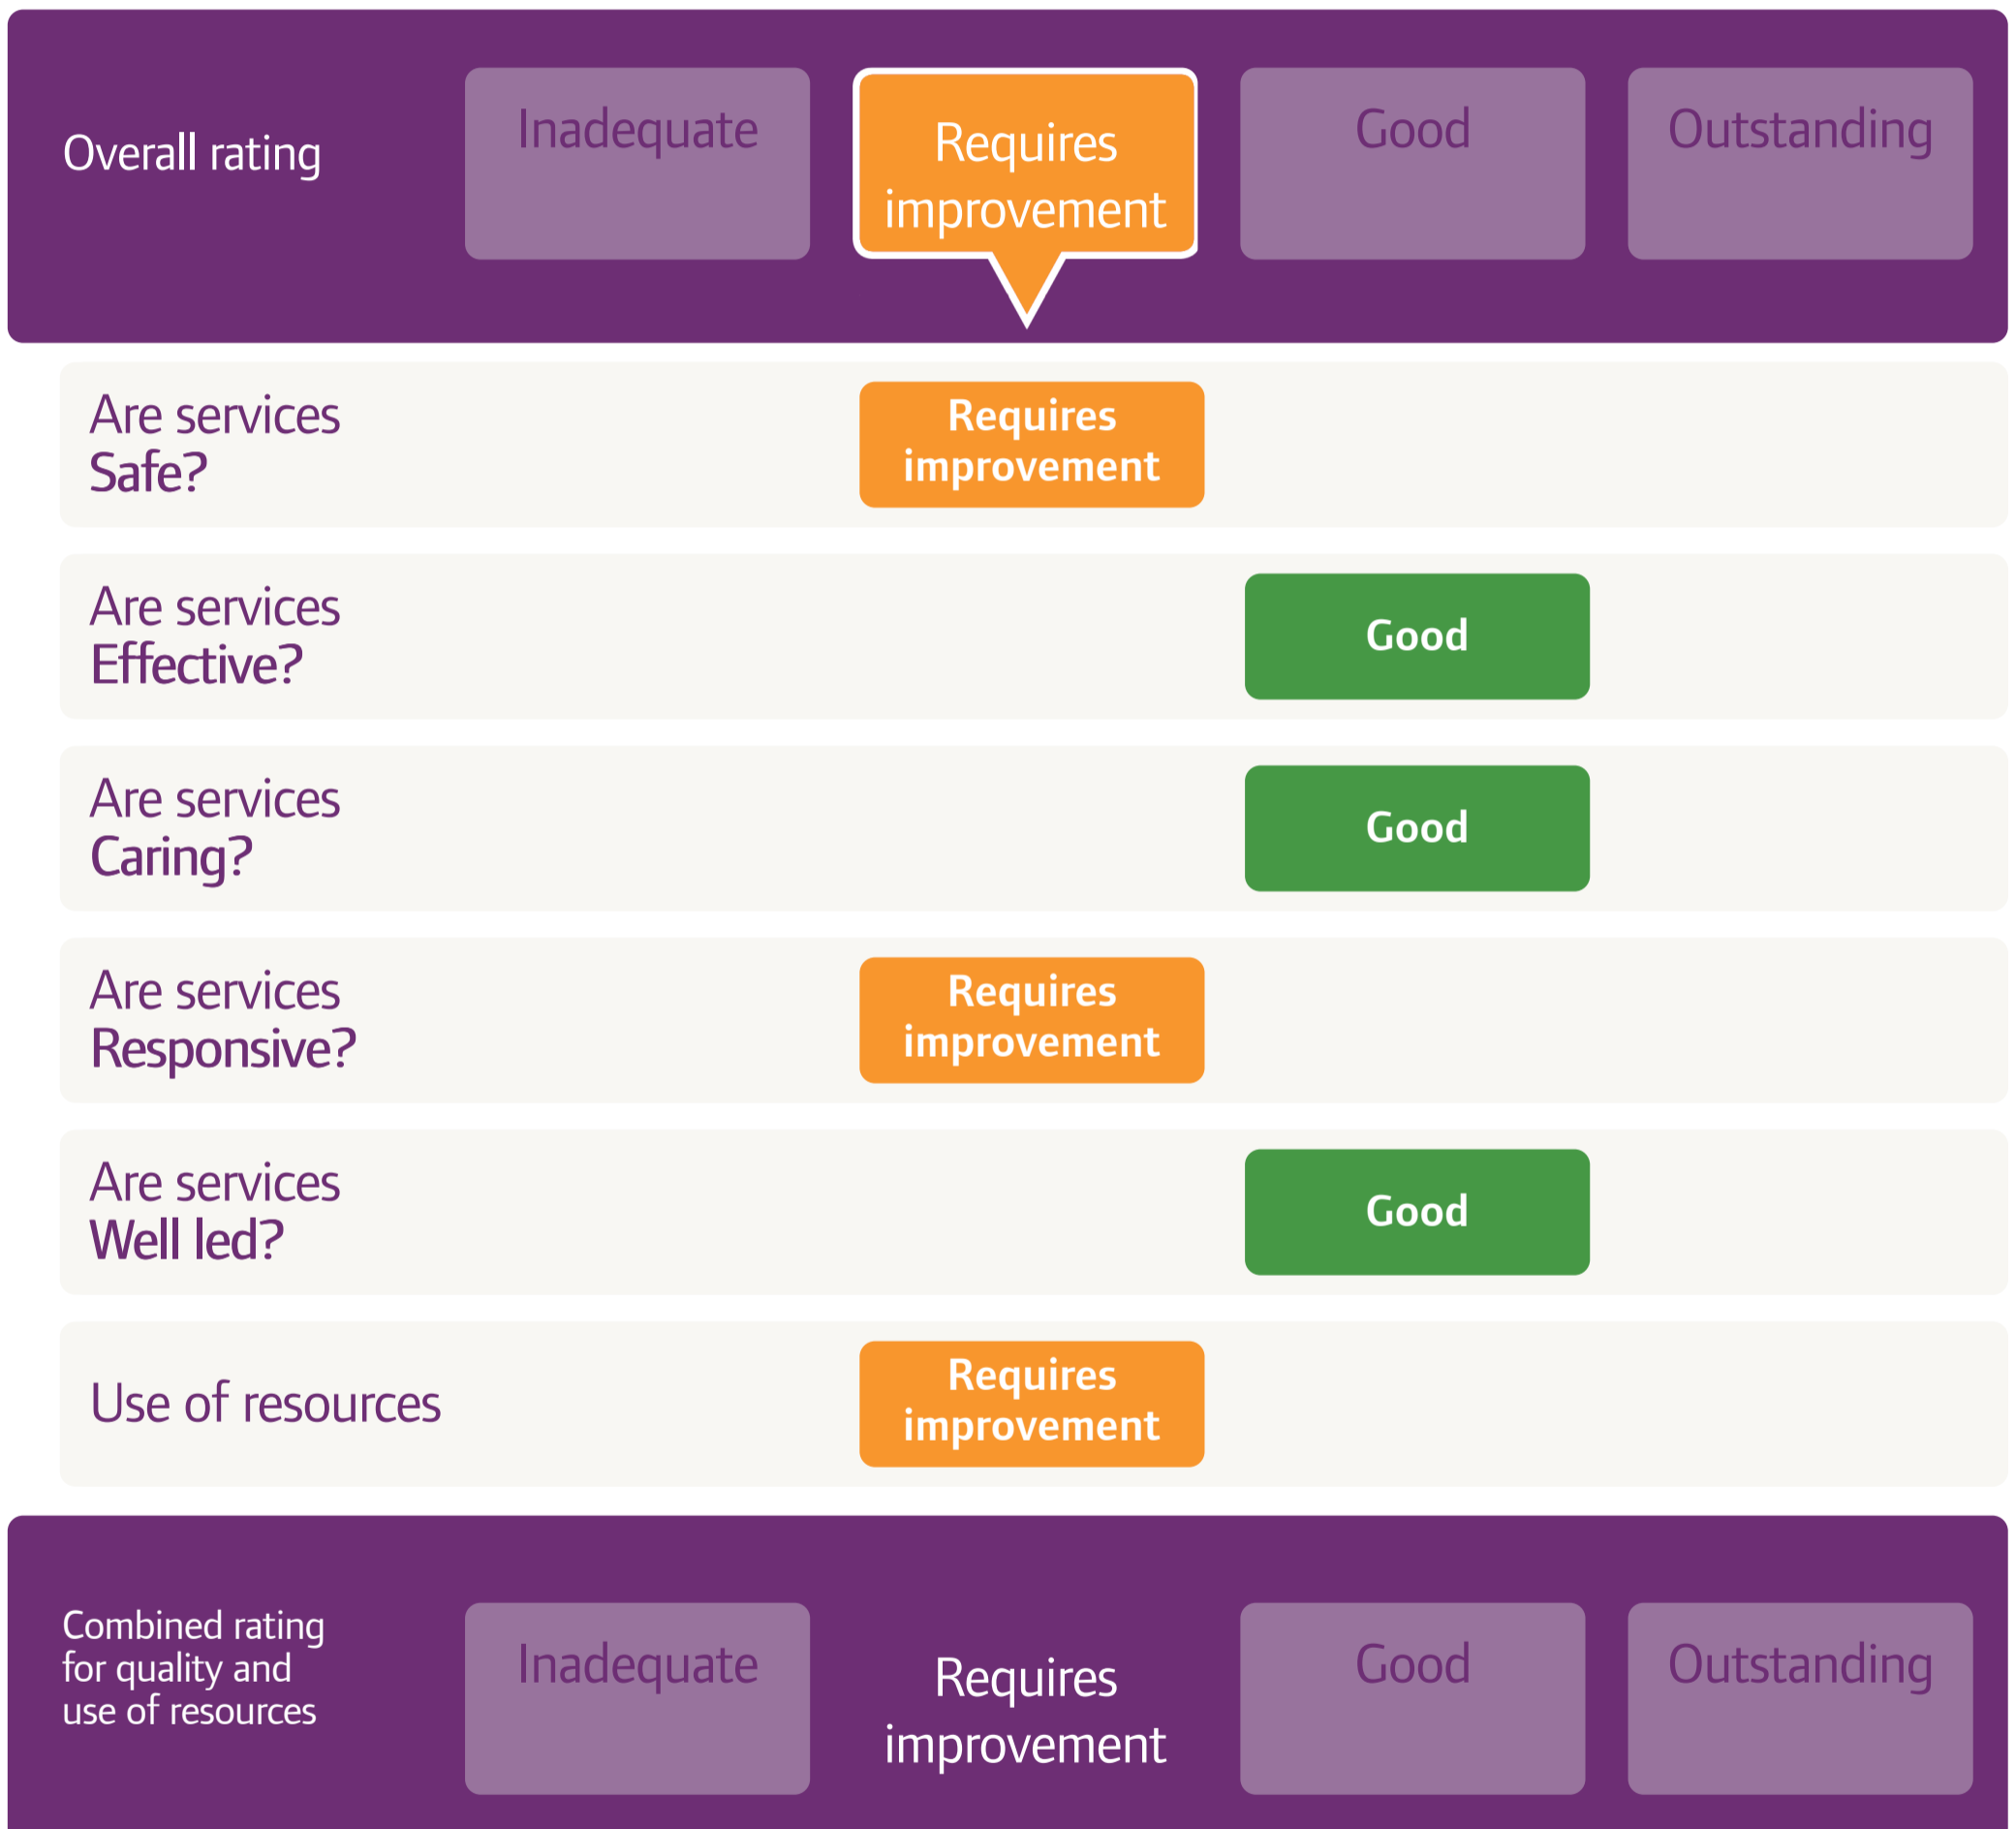 Overall rating
Inadequate
Requires
improvement
Good
Outstanding
Are services
Safe?
Requires
improvement
Are services
Effective?
Good
Are services
Caring?
Good
Are services
Responsive?
Requires
improvement
Are services
Well led?
Good
Use of resources
Requires
improvement
Combined rating
for quality and
use of resources
Inadequate
Requires
improvement
Good
Outstanding